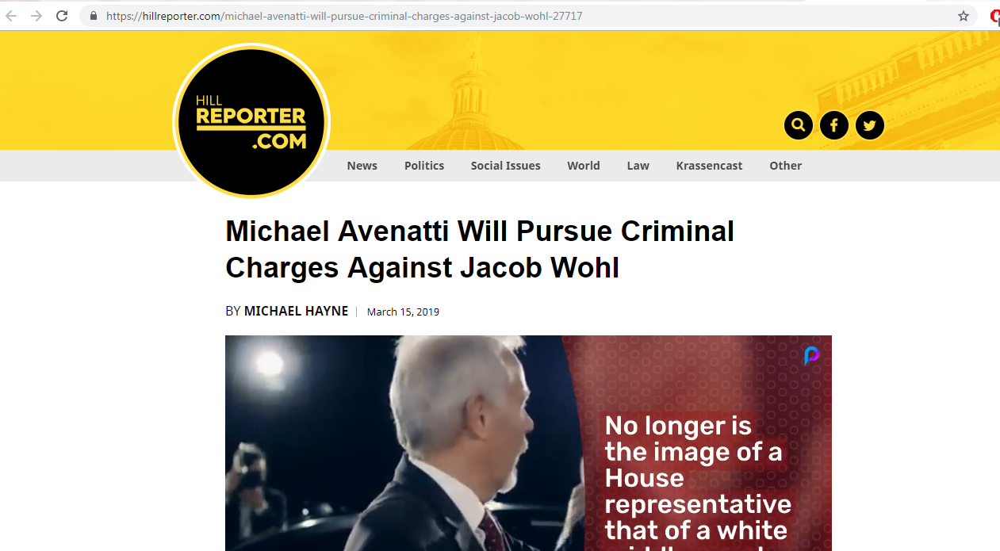 https://hillreporter.com/michael-avenatti-will-pursue-criminal-charges-against-jacob-wohl-27717
HILL
REPORTER
.COM
News Politics Social Issues World Law Krassencast Other
Michael Avenatti Will Pursue Criminal
Charges Against Jacob Wohl
BY MICHAEL HAYNE | March 15, 2019
No longer is
the image of a
House
representative
that of a white